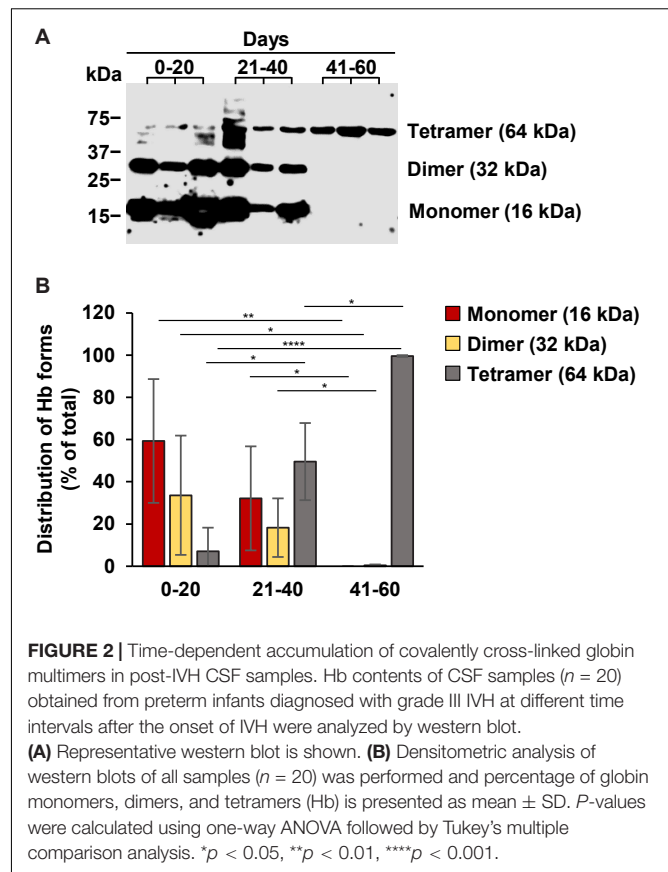 A
Days
0-20 21-40 41-60
kDa
75
37
25
15
Tetramer (64 kDa)
Dimer (32 kDa)
Monomer (16 kDa)
B
Distribution of Hb forms
(% of total)
120
100
80
60
40
20
0
** 
*
****
*
*
*
*
0-20 21-40 41-60
Monomer (16 kDa)
Dimer (32 kDa)
Tetramer (64 kDa)
FIGURE 2 | Time-dependent accumulation of covalently cross-linked globin
multimers in post-IVH CSF samples. Hb contents of CSF samples (n = 20)
obtained from preterm infants diagnosed with grade III IVH at different time
intervals after the onset of IVH were analyzed by western blot.
(A) Representative western blot is shown. (B) Densitometric analysis of
western blots of all samples (n = 20) was performed and percentage of globin
monomers, dimers, and tetramers (Hb) is presented as mean ± SD. P-values
were calculated using one-way ANOVA followed by Tukey's multiple
comparison analysis. *p < 0.05, **p < 0.01, ****p < 0.001.